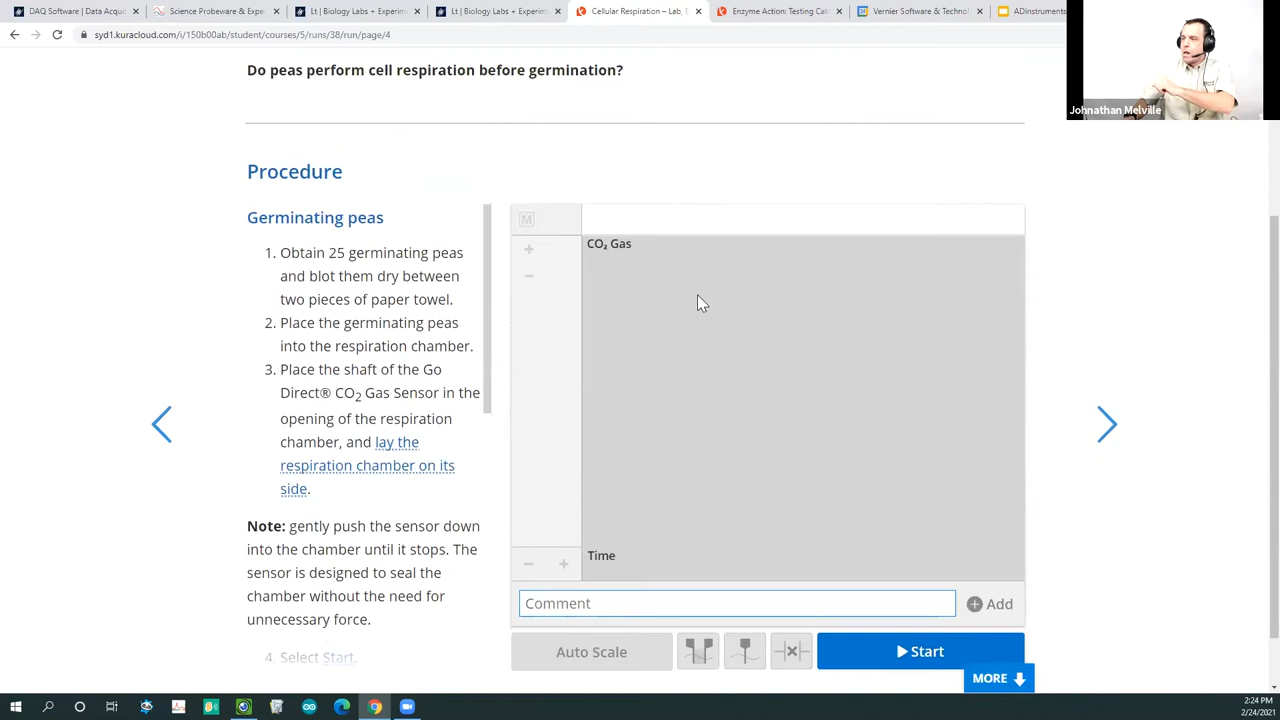 DAQ Software | Data Acquis
Science Probeware & Experim
Lt | Biology Labs + Experim
Lt | Biology Labs + Experim
Cellular Respiration – Lab,
Enzyme Action: Testing Cata
Vernier Software & Technol
ADInstruments
syd1.kuracloud.com/i/150b00ab/student/courses/5/runs/38/run/page/4
Johnathan Melville
Do peas perform cell respiration before germination?
Procedure
Germinating peas
1. Obtain 25 germinating peas
and blot them dry between
two pieces of paper towel.
2. Place the germinating peas
into the respiration chamber.
3. Place the shaft of the Go
Direct® CO₂ Gas Sensor in the
opening of the respiration
chamber, and lay the
respiration chamber on its
side.
Note: gently push the sensor down
into the chamber until it stops. The
sensor is designed to seal the
chamber without the need for
unnecessary force.
4. Select Start.
M
CO₂ Gas
Time
Comment
Add
Auto Scale
Start
MORE
2:24 PM
2/24/2021